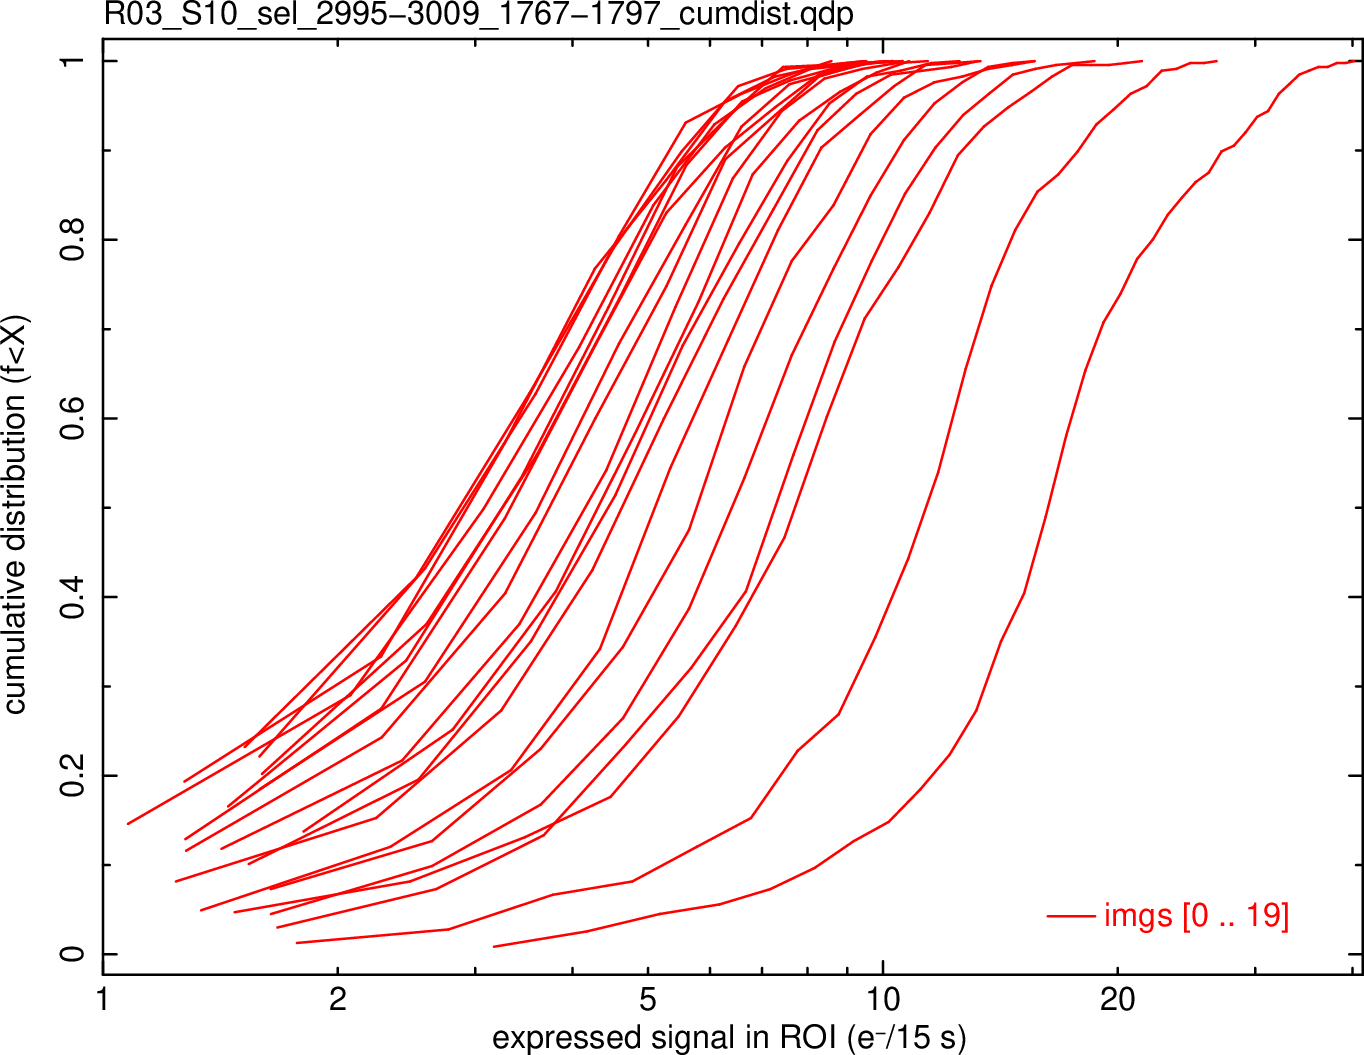 R03_S10_sel_2995−3009_1767−1797_cumdist.qdp
1
0.8
0.6
0.4
0.2
0
cumulative distribution (f<X)
imgs [0 .. 19]
1 2 5 10 20
expressed signal in ROI (e⁻/15 s)